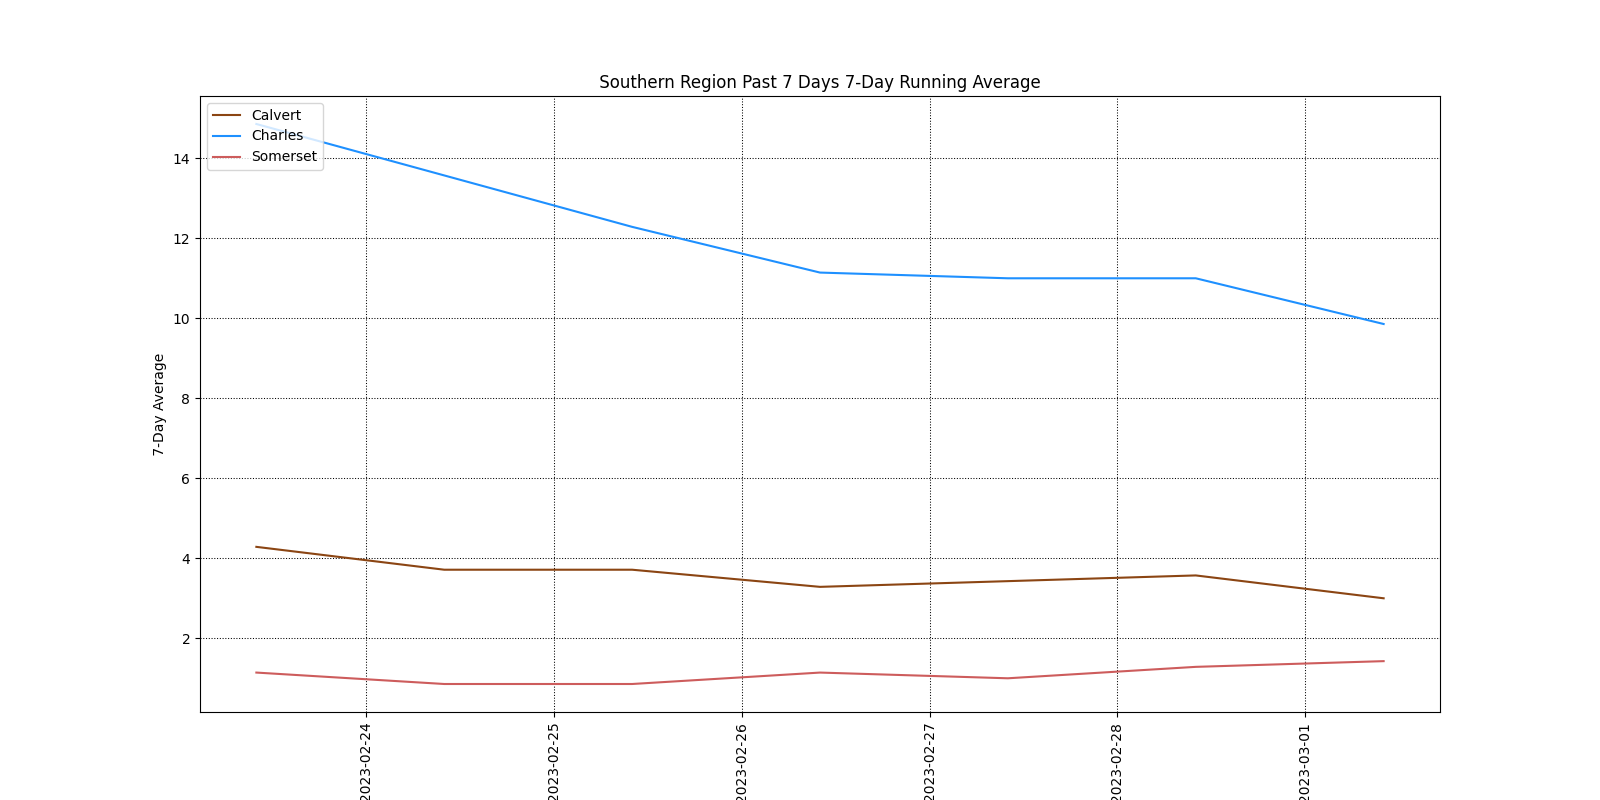 Southern Region Past 7 Days 7-Day Running Average
Calvert
Charles
Somerset
7-Day Average
14
12
10
8
6
4
2
2023-02-24
2023-02-25
2023-02-26
2023-02-27
2023-02-28
2023-03-01